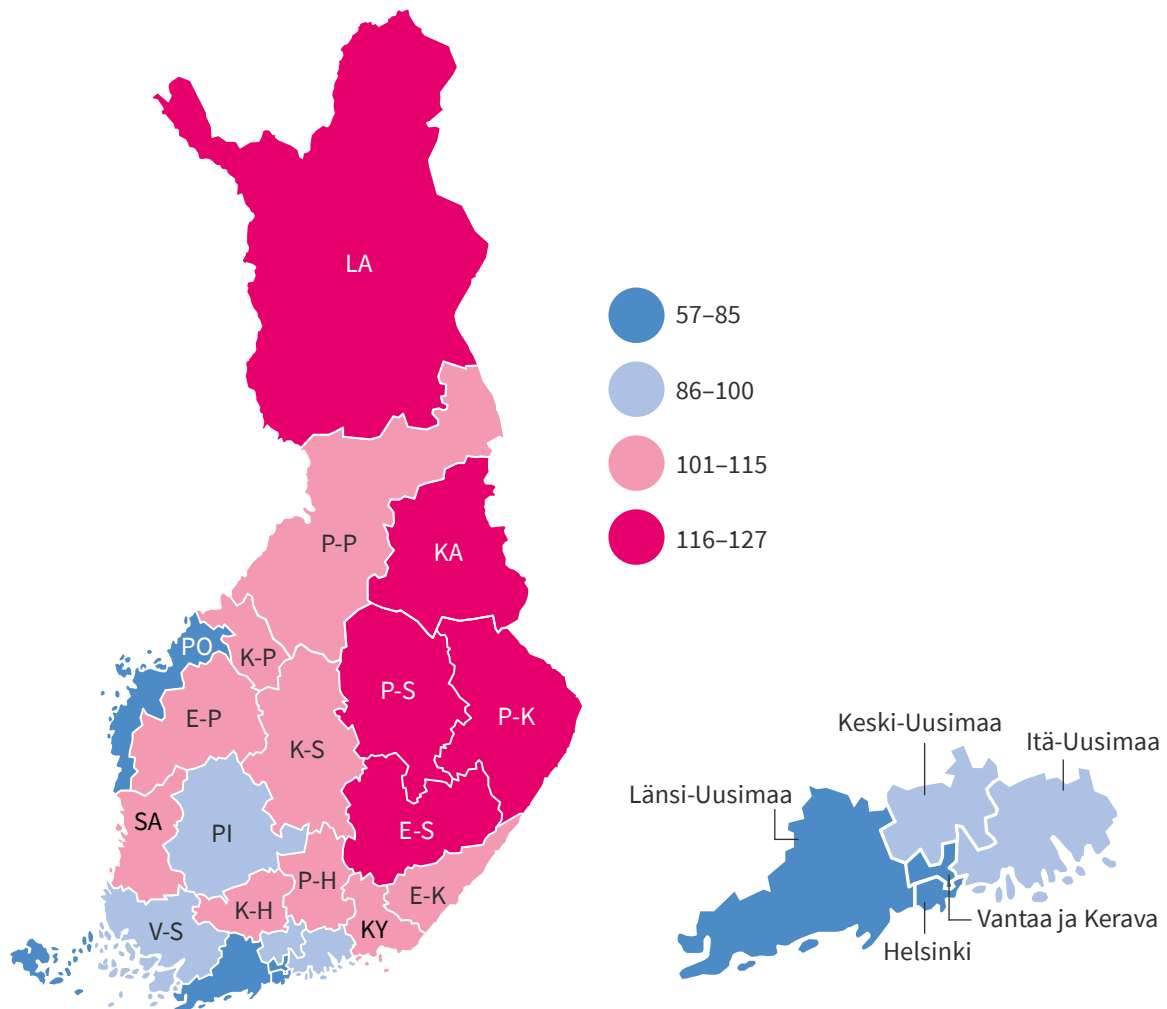 LA
57–85
86–100
101–115
116–127
P-P
KA
PO
K-P
P-S
E-P
P-K
K-S
SA
PI
E-S
P-H
E-K
K-H
V-S
KY
Keski-Uusimaa
Itä-Uusimaa
Länsi-Uusimaa
Vantaa ja Kerava
Helsinki